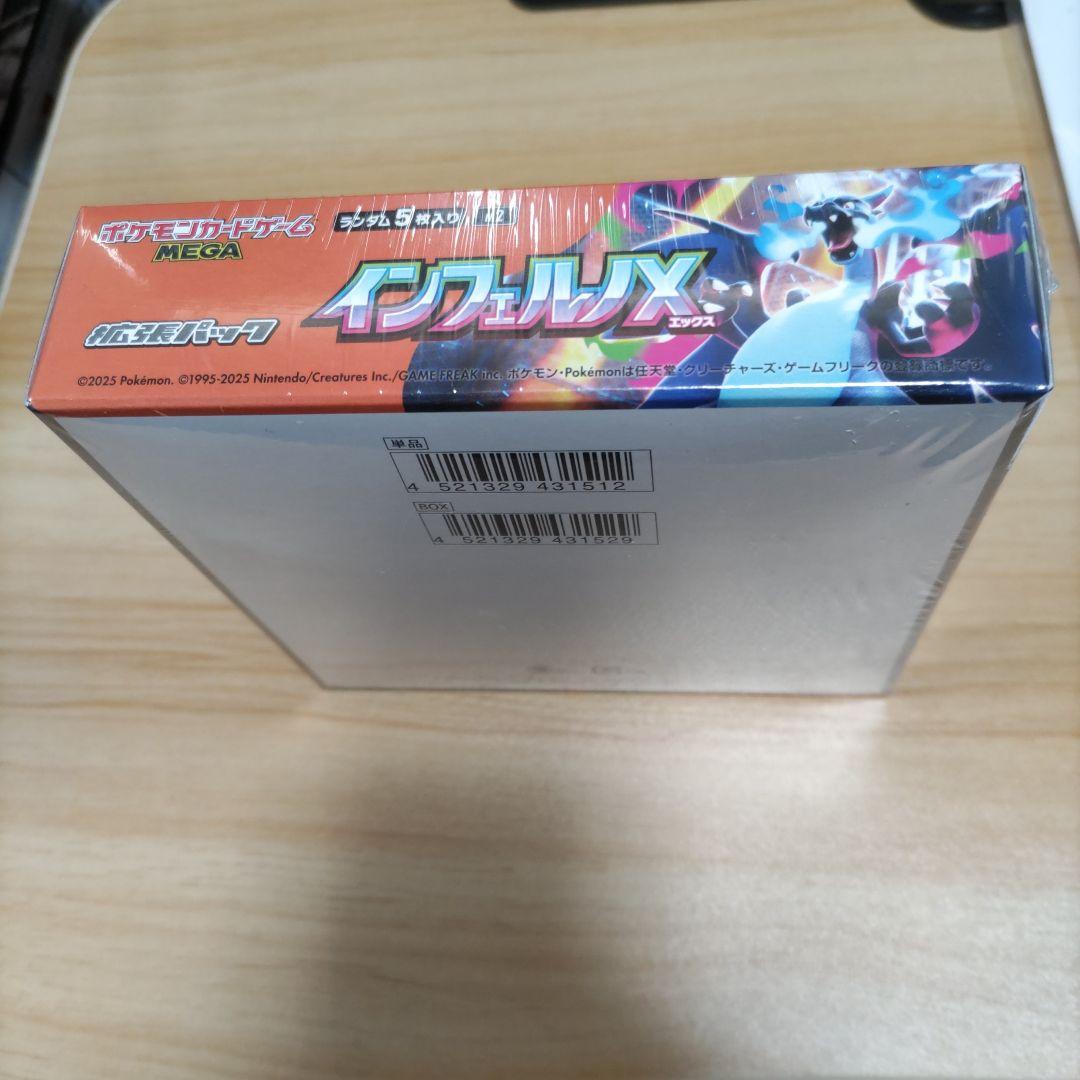 ポケモンカードゲーム
MEGA
ランダム5枚入り M2
インフェルノX
エックス
拡張パック
©2025 Pokémon. ©1995-2025 Nintendo/Creatures Inc./GAME FREAK inc. ポケモン・Pokémonは任天堂・クリーチャーズ・ゲームフリークの登録商標です。
単品
4 521329 431512
BOX
4 521329 431529